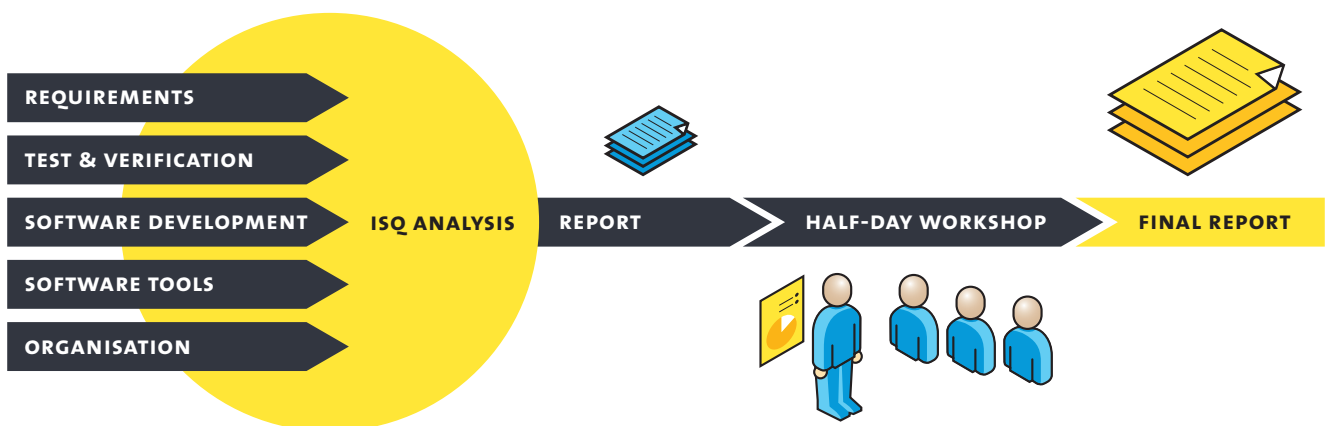 REQUIREMENTS
TEST & VERIFICATION
SOFTWARE DEVELOPMENT
SOFTWARE TOOLS
ORGANISATION
ISQ ANALYSIS
REPORT
HALF-DAY WORKSHOP
FINAL REPORT